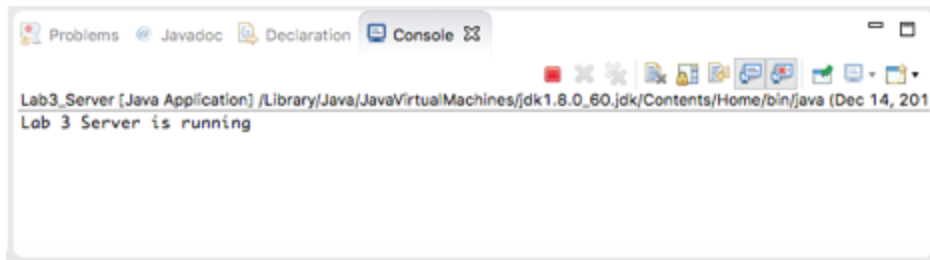 Problems Javadoc Declaration Console
Lab3_Server [Java Application] /Library/Java/JavaVirtualMachines/jdk1.8.0_60.jdk/Contents/Home/bin/java (Dec 14, 201
Lab 3 Server is running